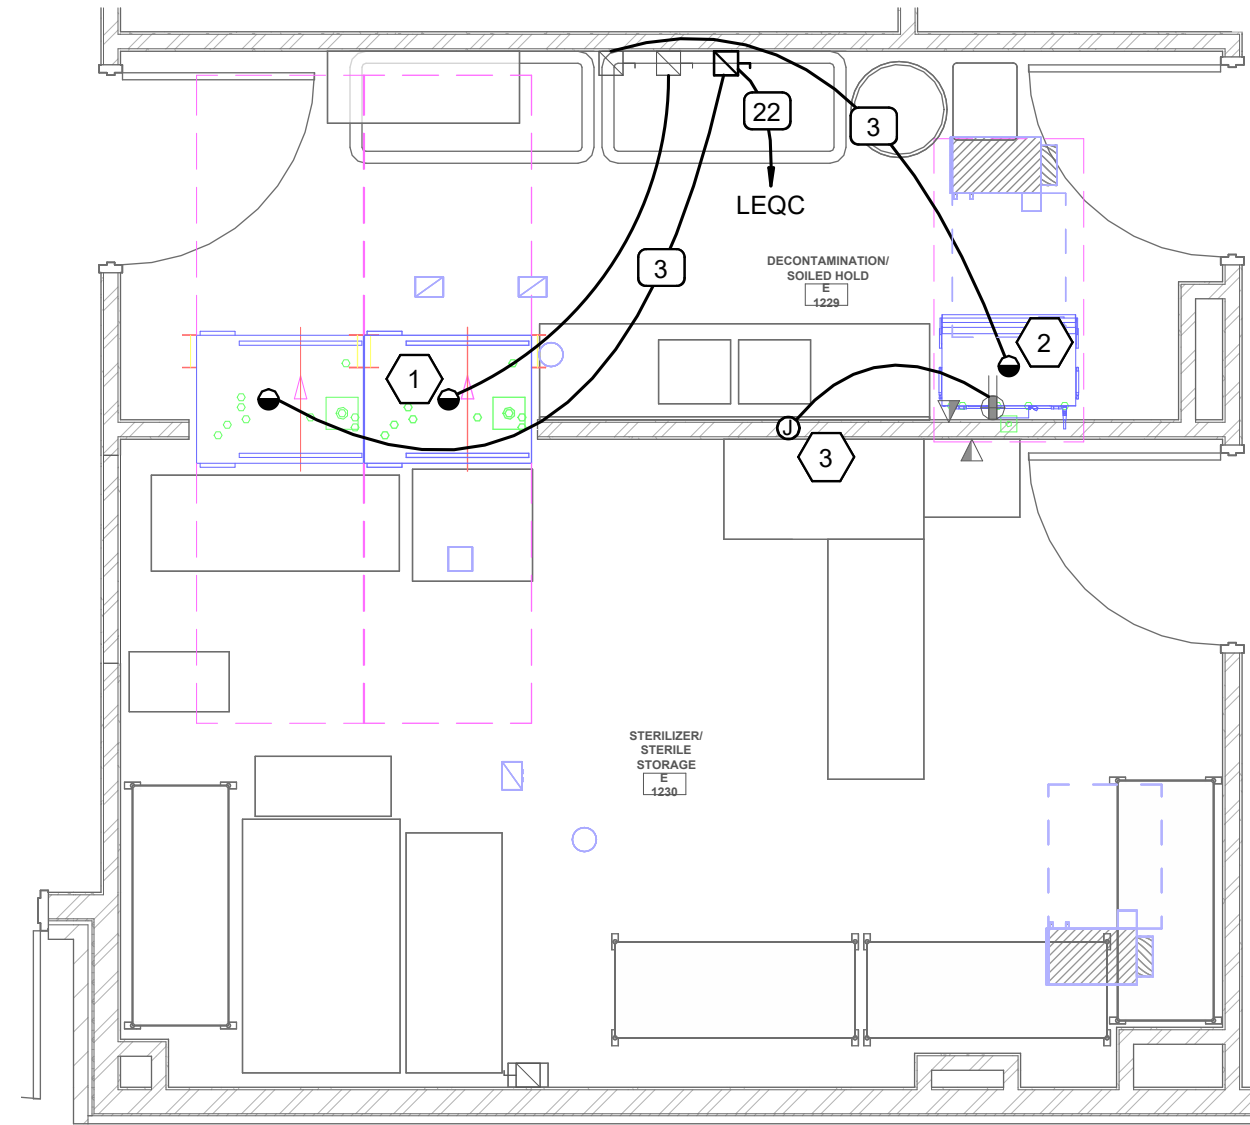 22
3
LEQC
3
DECONTAMINATION/
SOILED HOLD
E
1229
2
1
J
3
STERILIZER/
STERILE
STORAGE
E
1230